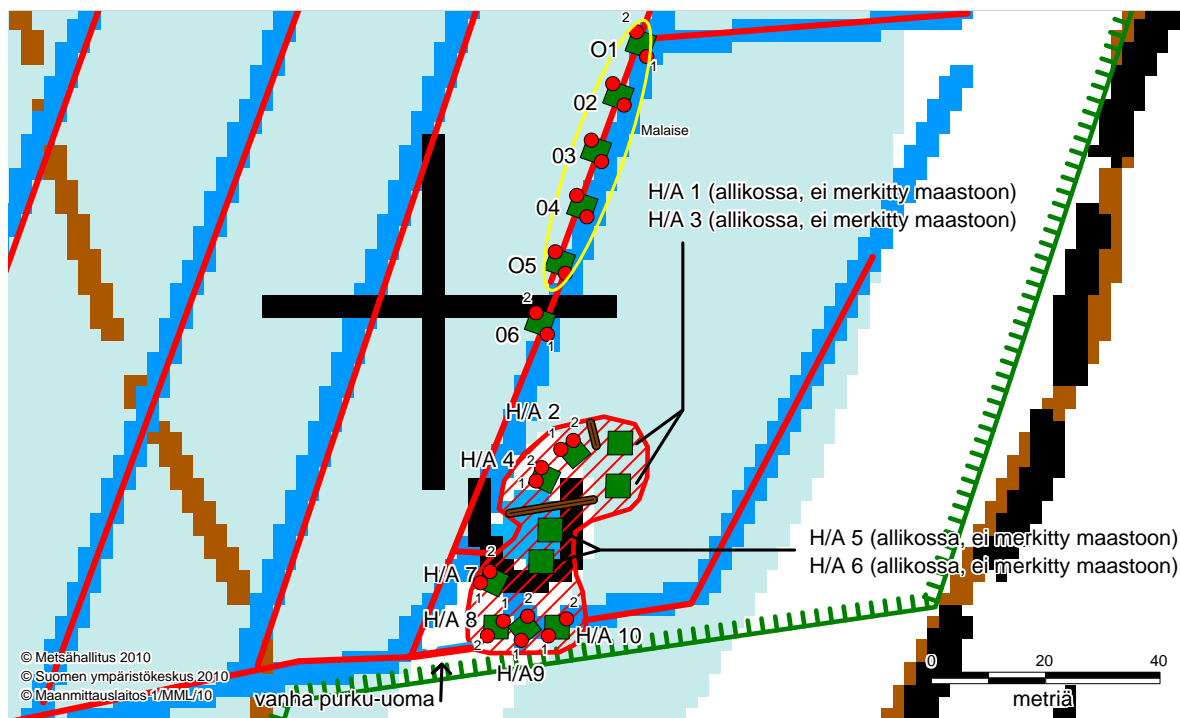 2
O1
1
02
Malaise
03
H/A 1 (allikossa, ei merkitty maastoon)
04
H/A 3 (allikossa, ei merkitty maastoon)
O5
2
06
1
H/A 2
2
1
H/A 4
2
1
H/A 5 (allikossa, ei merkitty maastoon)
2
H/A 6 (allikossa, ei merkitty maastoon)
H/A 7
1
1
2
2
H/A 8
H/A 10
2
1
1
© Metsähallitus 2010
© Suomen ympäristökeskus 2010
© Maanmittauslaitos 1/MML/10
H/A9
vanha purku-uoma
0
20
40
metriä